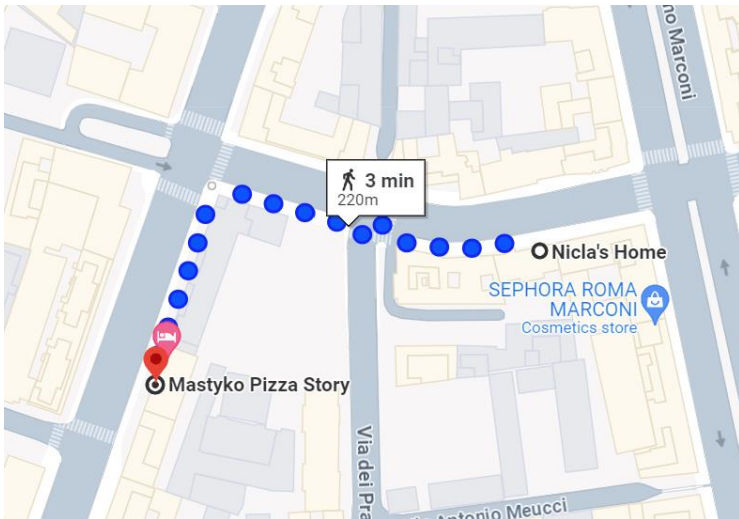 no Marconi
3 min
220m
Nicla's Home
SEPHORA ROMA
MARCONI
Cosmetics store
Mastyko Pizza Story
Via dei Pra
Antonio Meucci